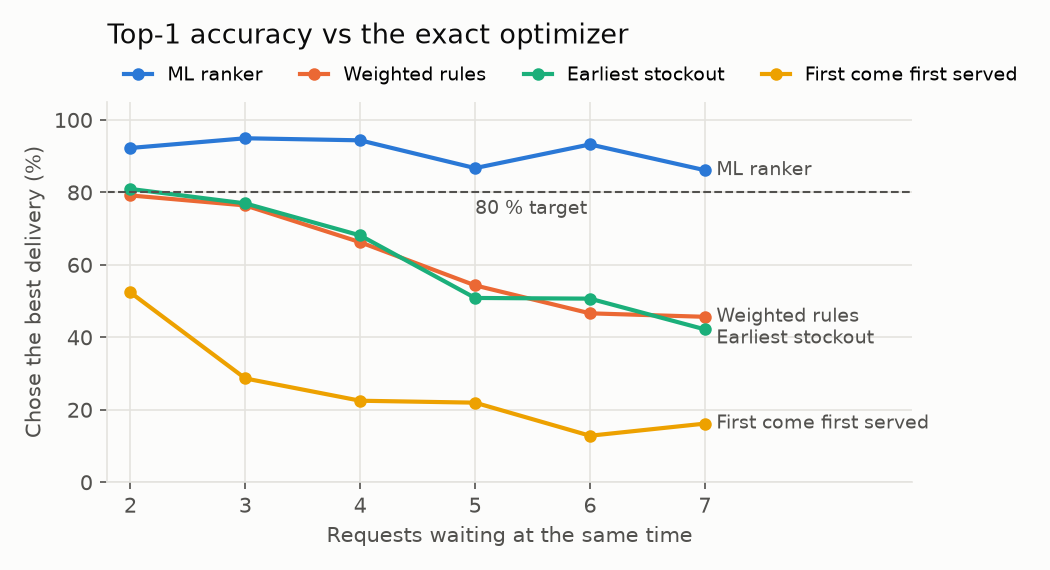 Top-1 accuracy vs the exact optimizer
ML ranker
Weighted rules
Earliest stockout
First come first served
Chose the best delivery (%)
100
80
60
40
20
0
80 % target
ML ranker
Weighted rules
Earliest stockout
First come first served
2
3
4
5
6
7
Requests waiting at the same time